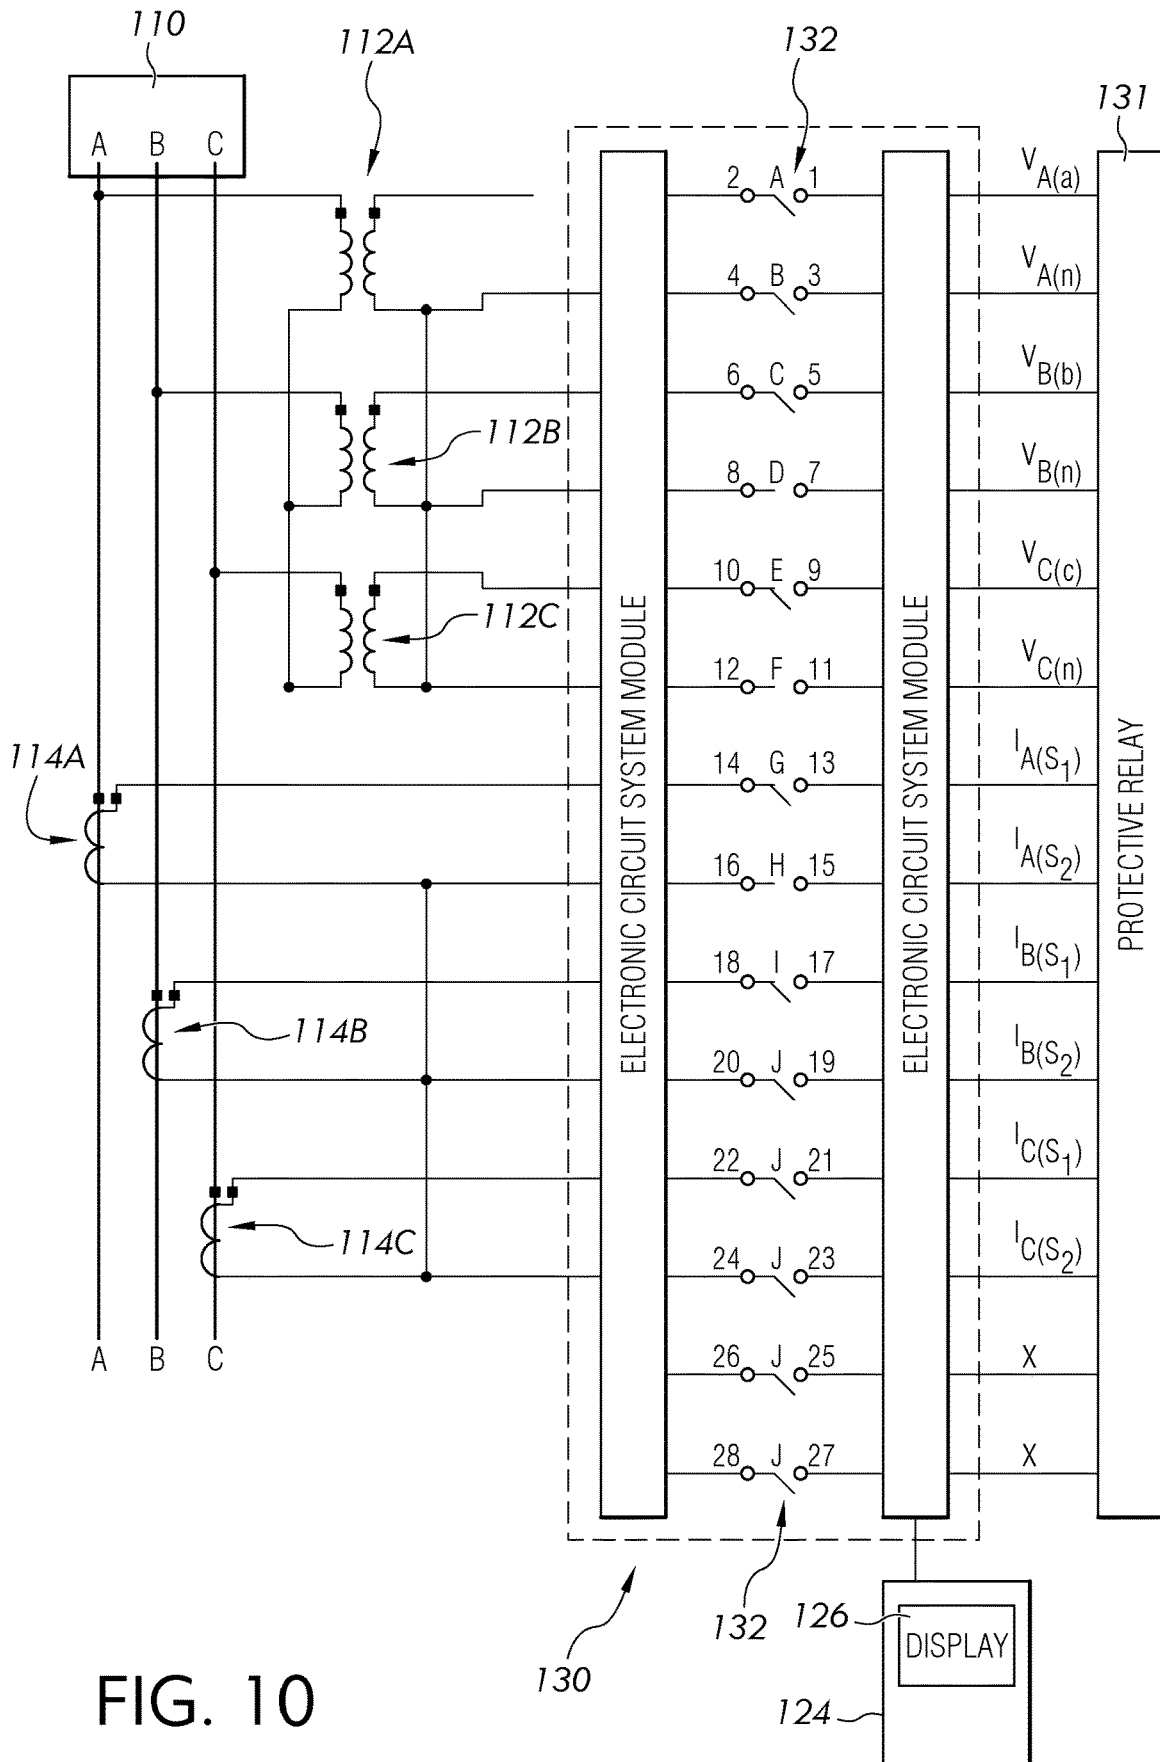 110
112A
132
131
A B C
2 A 1
V A(a)
4 B 3
V A(n)
6 C 5
V B(b)
112B
8 D 7
V B(n)
10 E 9
V C(c)
112C
12 F 11
V C(n)
114A
14 G 13
I A(S1)
16 H 15
I A(S2)
18 I 17
I B(S1)
114B
20 J 19
I B(S2)
22 J 21
I C(S1)
114C
24 J 23
I C(S2)
A B C
26 J 25
X
28 J 27
X
ELECTRONIC CIRCUIT SYSTEM MODULE
ELECTRONIC CIRCUIT SYSTEM MODULE
PROTECTIVE RELAY
130
132
126
DISPLAY
124
FIG. 10